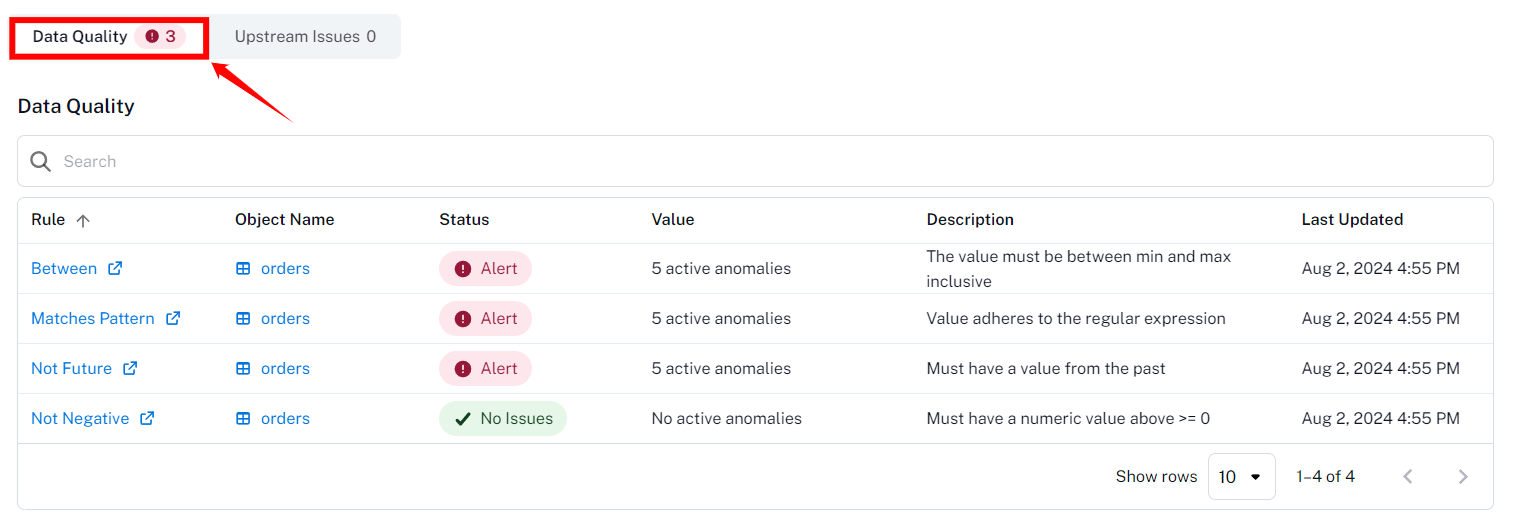 Data Quality 3 Upstream Issues 0
Data Quality
Search
Rule Object Name Status Value Description Last Updated
Between orders Alert 5 active anomalies The value must be between min and max inclusive Aug 2, 2024 4:55 PM
Matches Pattern orders Alert 5 active anomalies Value adheres to the regular expression Aug 2, 2024 4:55 PM
Not Future orders Alert 5 active anomalies Must have a value from the past Aug 2, 2024 4:55 PM
Not Negative orders No Issues No active anomalies Must have a numeric value above >= 0 Aug 2, 2024 4:55 PM
Show rows 10 1–4 of 4